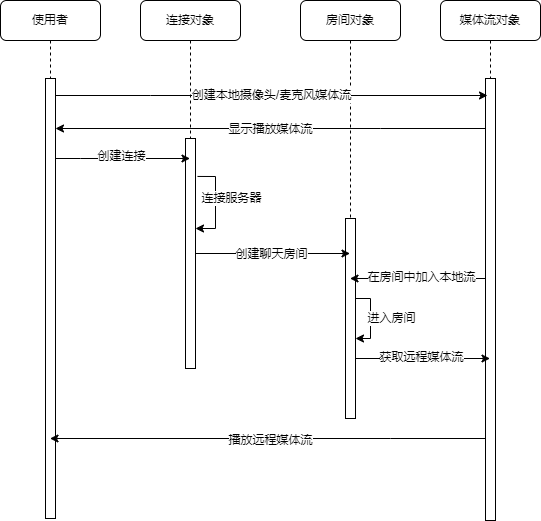 使用者
连接对象
房间对象
媒体流对象
创建本地摄像头/麦克风媒体流
显示播放媒体流
创建连接
连接服务器
创建聊天房间
在房间中加入本地流
进入房间
获取远程媒体流
播放远程媒体流